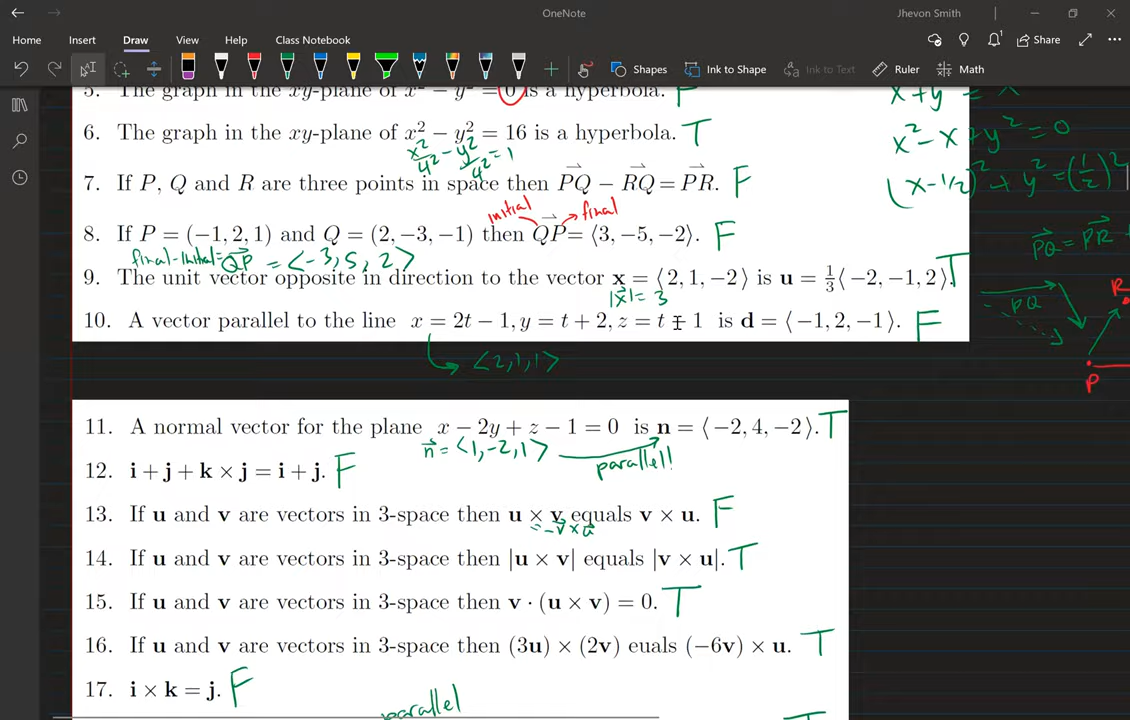 OneNote
Jhevon Smith
Home Insert Draw View Help Class Notebook
Share
Shapes Ink to Shape Ink to Text Ruler Math
5. The graph in the xy-plane of x² − y² = 0 is a hyperbola. F
x + y = x
6. The graph in the xy-plane of x² − y² = 16 is a hyperbola. T
x²/4² − y²/4² = 1
x² − x + y² = 0
(x − 1/2)² + y² = (1/2)²
7. If P, Q and R are three points in space then PQ − RQ = PR. F
initial final
8. If P = (−1, 2, 1) and Q = (2, −3, −1) then QP = ⟨3, −5, −2⟩. F
final-initial = QP = ⟨−3, 5, 2⟩
PQ = PR +
9. The unit vector opposite in direction to the vector x = ⟨2, 1, −2⟩ is u = 1/3⟨−2, −1, 2⟩. T
|x| = 3
R
PQ
10. A vector parallel to the line x = 2t − 1, y = t + 2, z = t 1 is d = ⟨−1, 2, −1⟩. F
⟨2, 1, 1⟩
P
11. A normal vector for the plane x − 2y + z − 1 = 0 is n = ⟨−2, 4, −2⟩. T
n = ⟨1, −2, 1⟩ parallel!
12. i + j + k × j = i + j. F
13. If u and v are vectors in 3-space then u × v equals v × u. F
= −v × u
14. If u and v are vectors in 3-space then |u × v| equals |v × u|. T
15. If u and v are vectors in 3-space then v · (u × v) = 0. T
16. If u and v are vectors in 3-space then (3u) × (2v) euals (−6v) × u. T
17. i × k = j. F
parallel